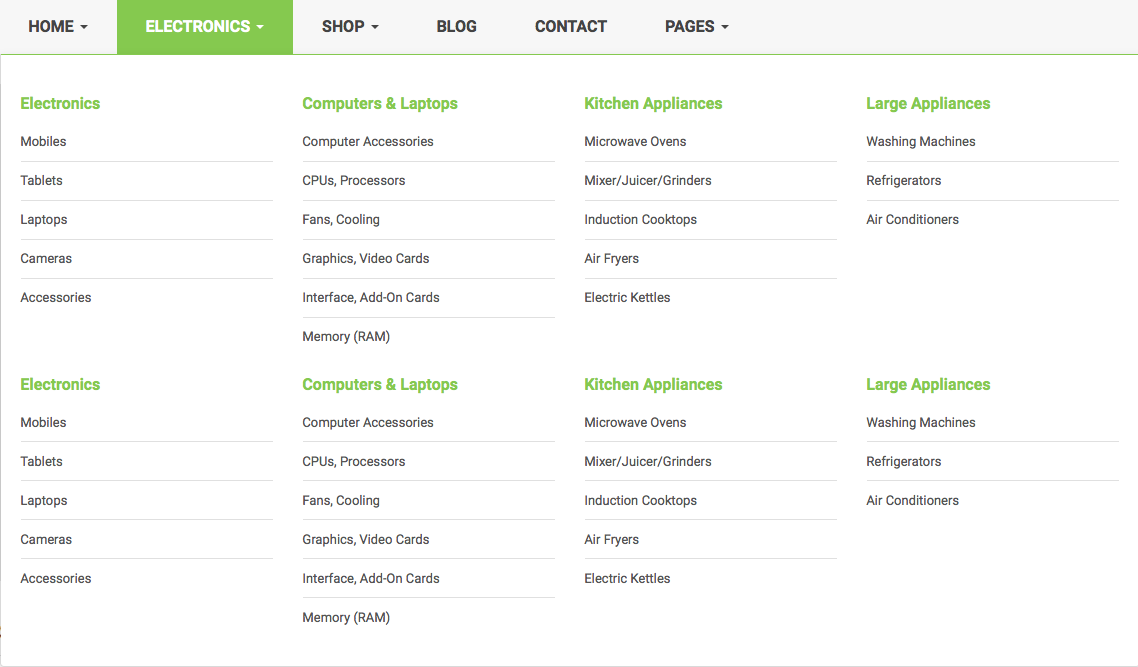 HOME
ELECTRONICS
SHOP
BLOG
CONTACT
PAGES
Electronics
Mobiles
Tablets
Laptops
Cameras
Accessories
Computers & Laptops
Computer Accessories
CPUs, Processors
Fans, Cooling
Graphics, Video Cards
Interface, Add-On Cards
Memory (RAM)
Kitchen Appliances
Microwave Ovens
Mixer/Juicer/Grinders
Induction Cooktops
Air Fryers
Electric Kettles
Large Appliances
Washing Machines
Refrigerators
Air Conditioners
Electronics
Mobiles
Tablets
Laptops
Cameras
Accessories
Computers & Laptops
Computer Accessories
CPUs, Processors
Fans, Cooling
Graphics, Video Cards
Interface, Add-On Cards
Memory (RAM)
Kitchen Appliances
Microwave Ovens
Mixer/Juicer/Grinders
Induction Cooktops
Air Fryers
Electric Kettles
Large Appliances
Washing Machines
Refrigerators
Air Conditioners